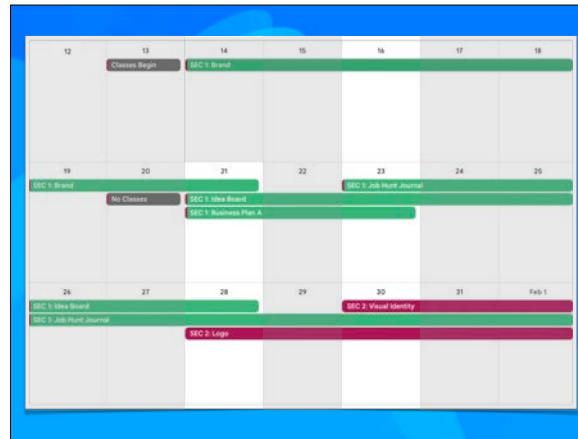 12 13 14 15 16 17 18
Classes Begin SEC 1: Brand
19 20 21 22 23 24 25
SEC 1: Brand SEC 1: Job Hunt Journal
No Classes SEC 1: Idea Board
SEC 1: Business Plan A
26 27 28 29 30 31 Feb 1
SEC 1: Idea Board SEC 2: Visual Identity
SEC 1: Job Hunt Journal
SEC 2: Logo